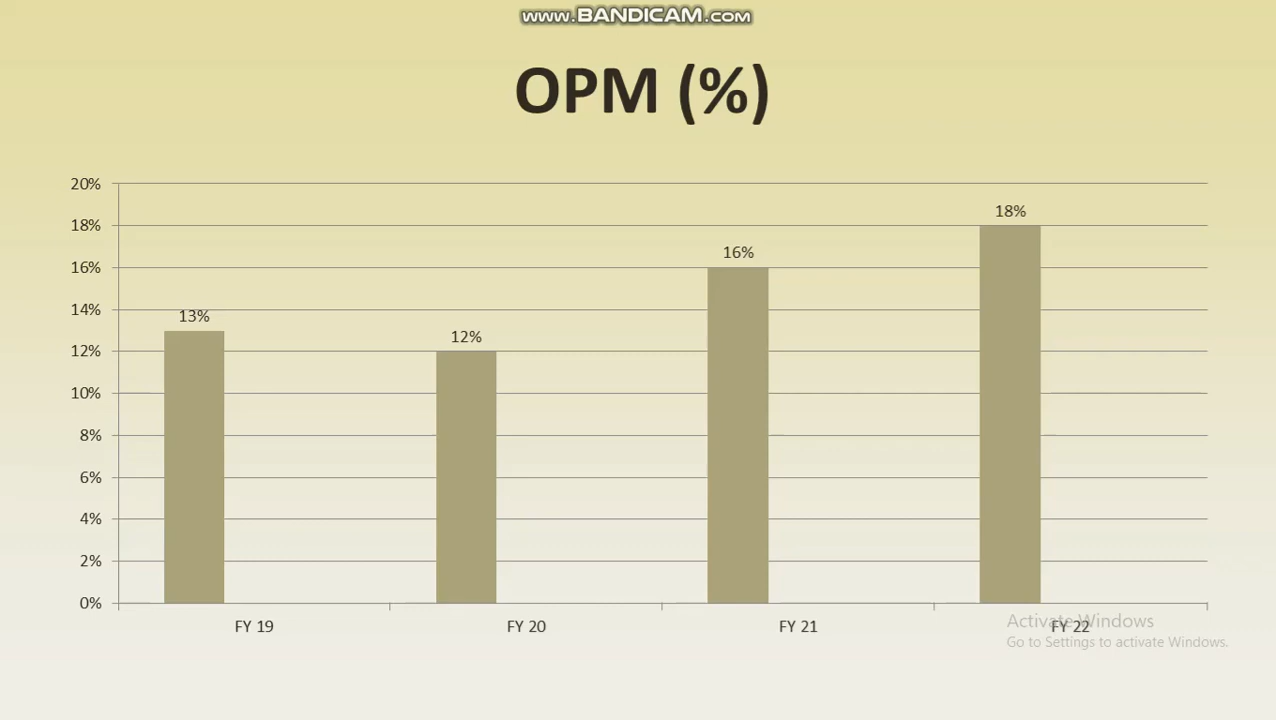 www.BANDICAM.com
OPM (%)
20%
18%
16%
14%
12%
10%
8%
6%
4%
2%
0%
13%
12%
16%
18%
FY 19
FY 20
FY 21
FY 22
Activate Windows
Go to Settings to activate Windows.